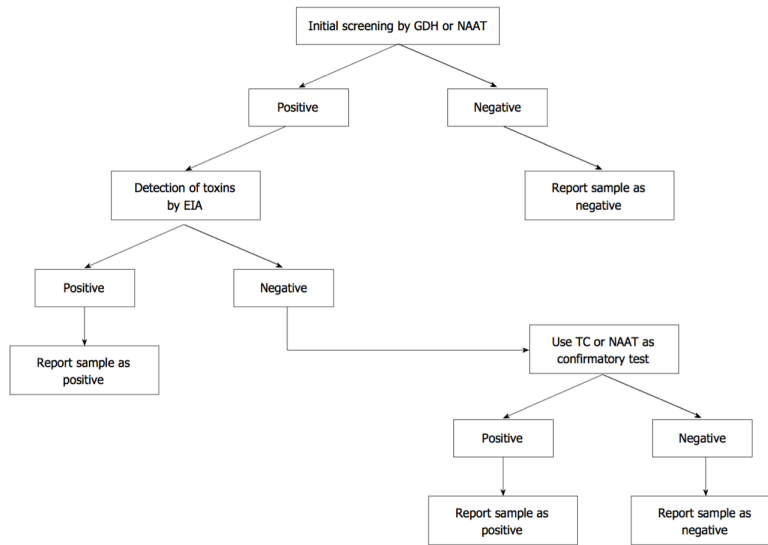 Initial screening by GDH or NAAT
Positive
Negative
Detection of toxins
by EIA
Report sample as
negative
Positive
Negative
Report sample as
positive
Use TC or NAAT as
confirmatory test
Positive
Negative
Report sample as
positive
Report sample as
negative